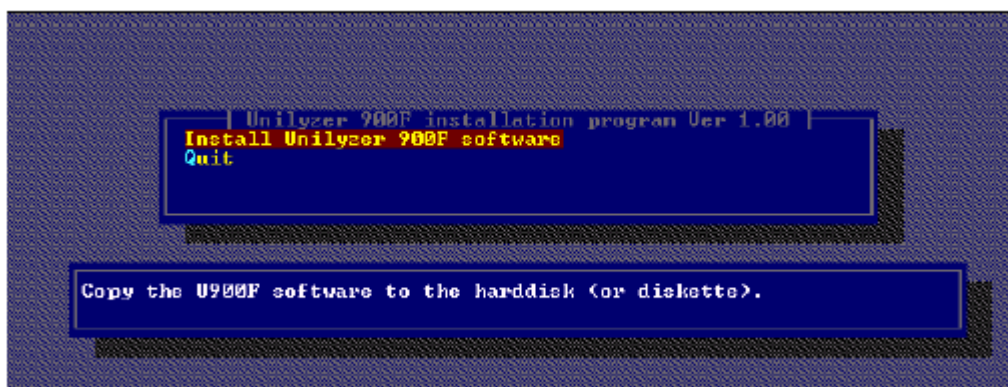 Unilyzer 900F installation program Ver 1.00
Install Unilyzer 900F software
Quit
Copy the U900F software to the harddisk (or diskette).